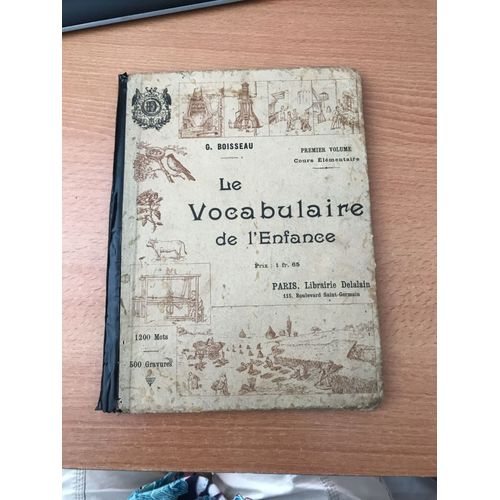 G. BOISSEAU
PREMIER VOLUME
Cours Élémentaire
Le
Vocabulaire
de l'Enfance
Prix : 1 fr. 65
PARIS. Librairie Delalain
115, Boulevard Saint-Germain
1200 Mots
500 Gravures